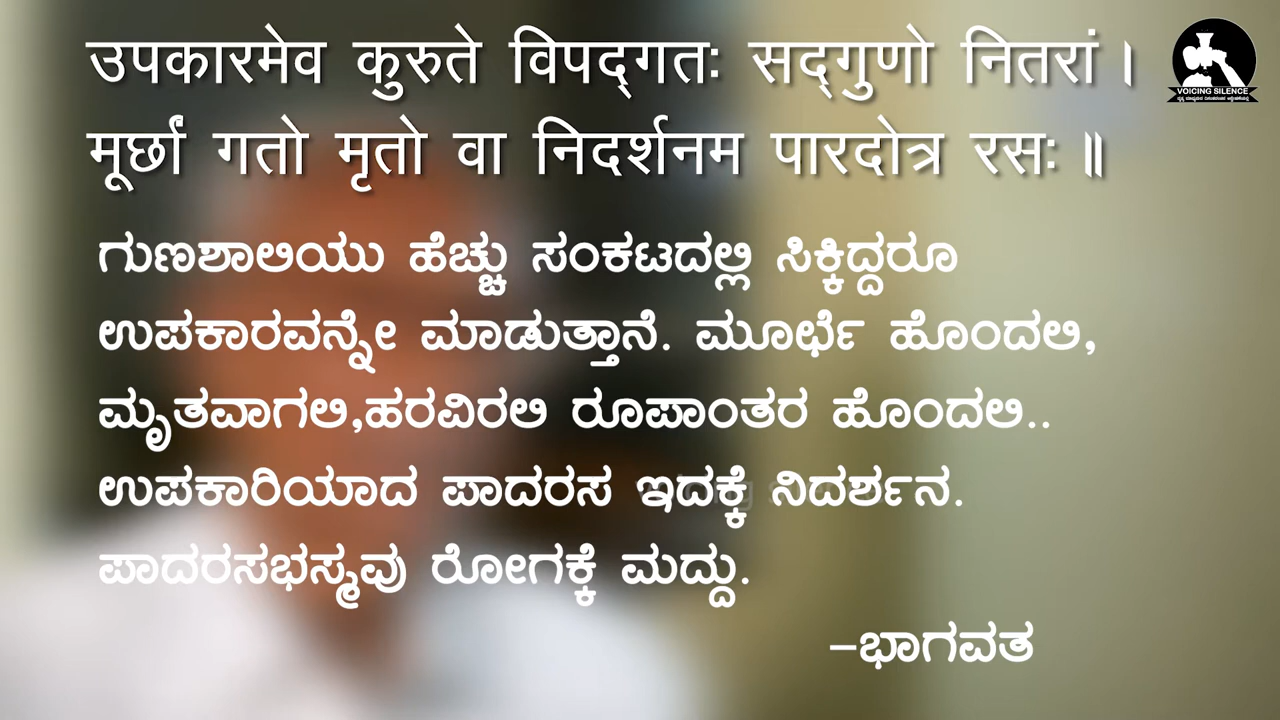 उपकारमेव कुरुते विपद्‌गतः सद्‌गुणो नितरां ।
मूर्छां गतो मृतो वा निदर्शनम पारदोत्र रसः ॥
ಗುಣಶಾಲಿಯು ಹೆಚ್ಚು ಸಂಕಟದಲ್ಲಿ ಸಿಕ್ಕಿದ್ದರೂ
ಉಪಕಾರವನ್ನೇ ಮಾಡುತ್ತಾನೆ. ಮೂರ್ಛೆ ಹೊಂದಲಿ,
ಮೃತವಾಗಲಿ,ಹರವಿರಲಿ ರೂಪಾಂತರ ಹೊಂದಲಿ..
ಉಪಕಾರಿಯಾದ ಪಾದರಸ ಇದಕ್ಕೆ ನಿದರ್ಶನ.
ಪಾದರಸಭಸ್ಮವು ರೋಗಕ್ಕೆ ಮದ್ದು.
–ಭಾಗವತ
VOICING SILENCE